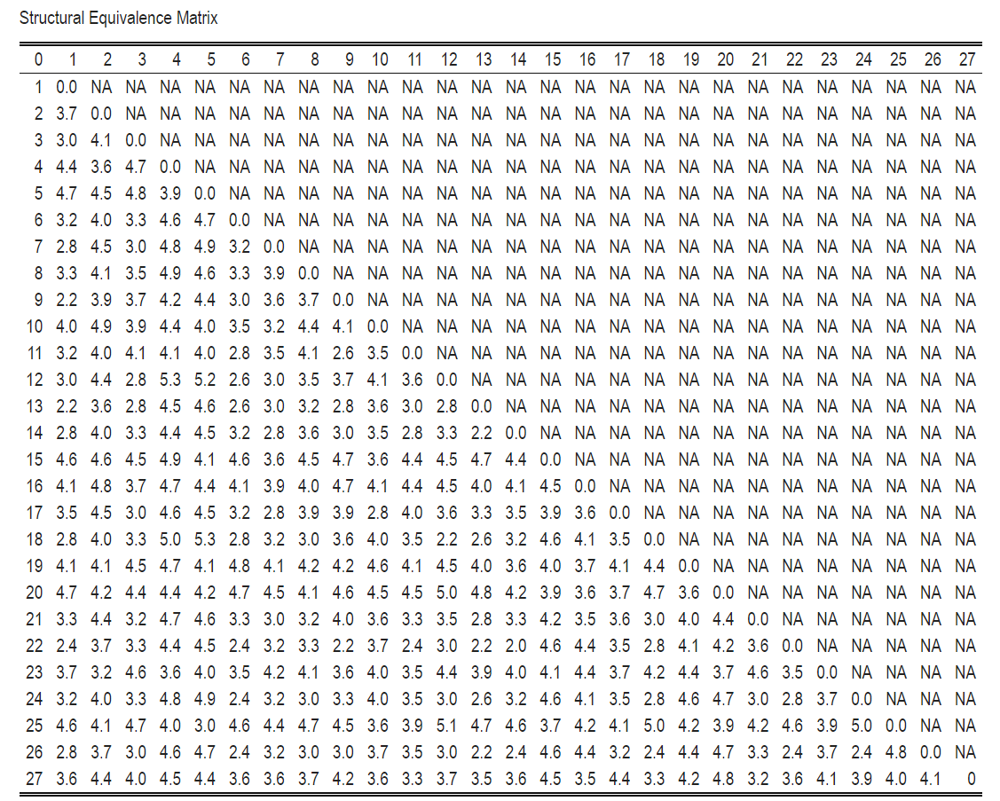 Structural Equivalence Matrix
0 1 2 3 4 5 6 7 8 9 10 11 12 13 14 15 16 17 18 19 20 21 22 23 24 25 26 27
1 0.0 NA NA NA NA NA NA NA NA NA NA NA NA NA NA NA NA NA NA NA NA NA NA NA NA NA NA
2 3.7 0.0 NA NA NA NA NA NA NA NA NA NA NA NA NA NA NA NA NA NA NA NA NA NA NA NA NA
3 3.0 4.1 0.0 NA NA NA NA NA NA NA NA NA NA NA NA NA NA NA NA NA NA NA NA NA NA NA NA
4 4.4 3.6 4.7 0.0 NA NA NA NA NA NA NA NA NA NA NA NA NA NA NA NA NA NA NA NA NA NA NA
5 4.7 4.5 4.8 3.9 0.0 NA NA NA NA NA NA NA NA NA NA NA NA NA NA NA NA NA NA NA NA NA NA
6 3.2 4.0 3.3 4.6 4.7 0.0 NA NA NA NA NA NA NA NA NA NA NA NA NA NA NA NA NA NA NA NA NA
7 2.8 4.5 3.0 4.8 4.9 3.2 0.0 NA NA NA NA NA NA NA NA NA NA NA NA NA NA NA NA NA NA NA NA
8 3.3 4.1 3.5 4.9 4.6 3.3 3.9 0.0 NA NA NA NA NA NA NA NA NA NA NA NA NA NA NA NA NA NA NA
9 2.2 3.9 3.7 4.2 4.4 3.0 3.6 3.7 0.0 NA NA NA NA NA NA NA NA NA NA NA NA NA NA NA NA NA NA
10 4.0 4.9 3.9 4.4 4.0 3.5 3.2 4.4 4.1 0.0 NA NA NA NA NA NA NA NA NA NA NA NA NA NA NA NA NA
11 3.2 4.0 4.1 4.1 4.0 2.8 3.5 4.1 2.6 3.5 0.0 NA NA NA NA NA NA NA NA NA NA NA NA NA NA NA NA
12 3.0 4.4 2.8 5.3 5.2 2.6 3.0 3.5 3.7 4.1 3.6 0.0 NA NA NA NA NA NA NA NA NA NA NA NA NA NA NA
13 2.2 3.6 2.8 4.5 4.6 2.6 3.0 3.2 2.8 3.6 3.0 2.8 0.0 NA NA NA NA NA NA NA NA NA NA NA NA NA NA
14 2.8 4.0 3.3 4.4 4.5 3.2 2.8 3.6 3.0 3.5 2.8 3.3 2.2 0.0 NA NA NA NA NA NA NA NA NA NA NA NA NA
15 4.6 4.6 4.5 4.9 4.1 4.6 3.6 4.5 4.7 3.6 4.4 4.5 4.7 4.4 0.0 NA NA NA NA NA NA NA NA NA NA NA NA
16 4.1 4.8 3.7 4.7 4.4 4.1 3.9 4.0 4.7 4.1 4.4 4.5 4.0 4.1 4.5 0.0 NA NA NA NA NA NA NA NA NA NA NA
17 3.5 4.5 3.0 4.6 4.5 3.2 2.8 3.9 3.9 2.8 4.0 3.6 3.3 3.5 3.9 3.6 0.0 NA NA NA NA NA NA NA NA NA NA
18 2.8 4.0 3.3 5.0 5.3 2.8 3.2 3.0 3.6 4.0 3.5 2.2 2.6 3.2 4.6 4.1 3.5 0.0 NA NA NA NA NA NA NA NA NA
19 4.1 4.1 4.5 4.7 4.1 4.8 4.1 4.2 4.2 4.6 4.1 4.5 4.0 3.6 4.0 3.7 4.1 4.4 0.0 NA NA NA NA NA NA NA NA
20 4.7 4.2 4.4 4.4 4.2 4.7 4.5 4.1 4.6 4.5 4.5 5.0 4.8 4.2 3.9 3.6 3.7 4.7 3.6 0.0 NA NA NA NA NA NA NA
21 3.3 4.4 3.2 4.7 4.6 3.3 3.0 3.2 4.0 3.6 3.3 3.5 2.8 3.3 4.2 3.5 3.6 3.0 4.0 4.4 0.0 NA NA NA NA NA NA
22 2.4 3.7 3.3 4.4 4.5 2.4 3.2 3.3 2.2 3.7 2.4 3.0 2.2 2.0 4.6 4.4 3.5 2.8 4.1 4.2 3.6 0.0 NA NA NA NA NA
23 3.7 3.2 4.6 3.6 4.0 3.5 4.2 4.1 3.6 4.0 3.5 4.4 3.9 4.0 4.1 4.4 3.7 4.2 4.4 3.7 4.6 3.5 0.0 NA NA NA NA
24 3.2 4.0 3.3 4.8 4.9 2.4 3.2 3.0 3.3 4.0 3.5 3.0 2.6 3.2 4.6 4.1 3.5 2.8 4.6 4.7 3.0 2.8 3.7 0.0 NA NA NA
25 4.6 4.1 4.7 4.0 3.0 4.6 4.4 4.7 4.5 3.6 3.9 5.1 4.7 4.6 3.7 4.2 4.1 5.0 4.2 3.9 4.2 4.6 3.9 5.0 0.0 NA NA
26 2.8 3.7 3.0 4.6 4.7 2.4 3.2 3.0 3.0 3.7 3.5 3.0 2.2 2.4 4.6 4.4 3.2 2.4 4.4 4.7 3.3 2.4 3.7 2.4 4.8 0.0 NA
27 3.6 4.4 4.0 4.5 4.4 3.6 3.6 3.7 4.2 3.6 3.3 3.7 3.5 3.6 4.5 3.5 4.4 3.3 4.2 4.8 3.2 3.6 4.1 3.9 4.0 4.1 0